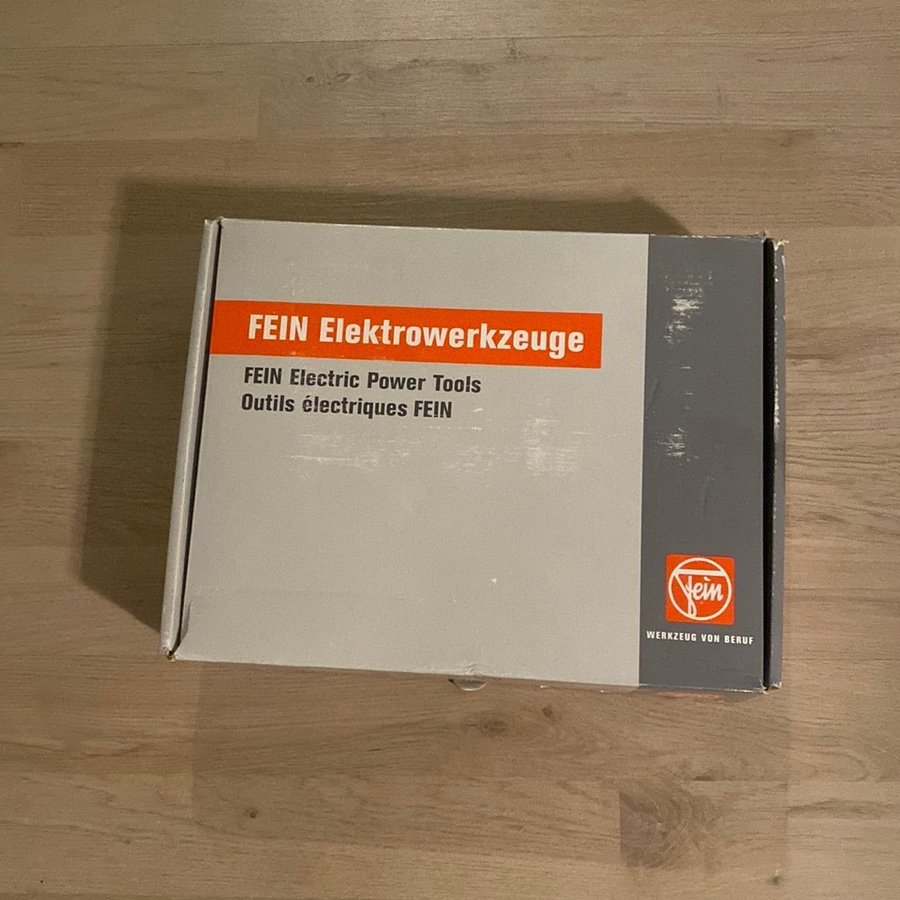 FEIN Elektrowerkzeuge
FEIN Electric Power Tools
Outils électriques FEIN
Fein
WERKZEUG VON BERUF